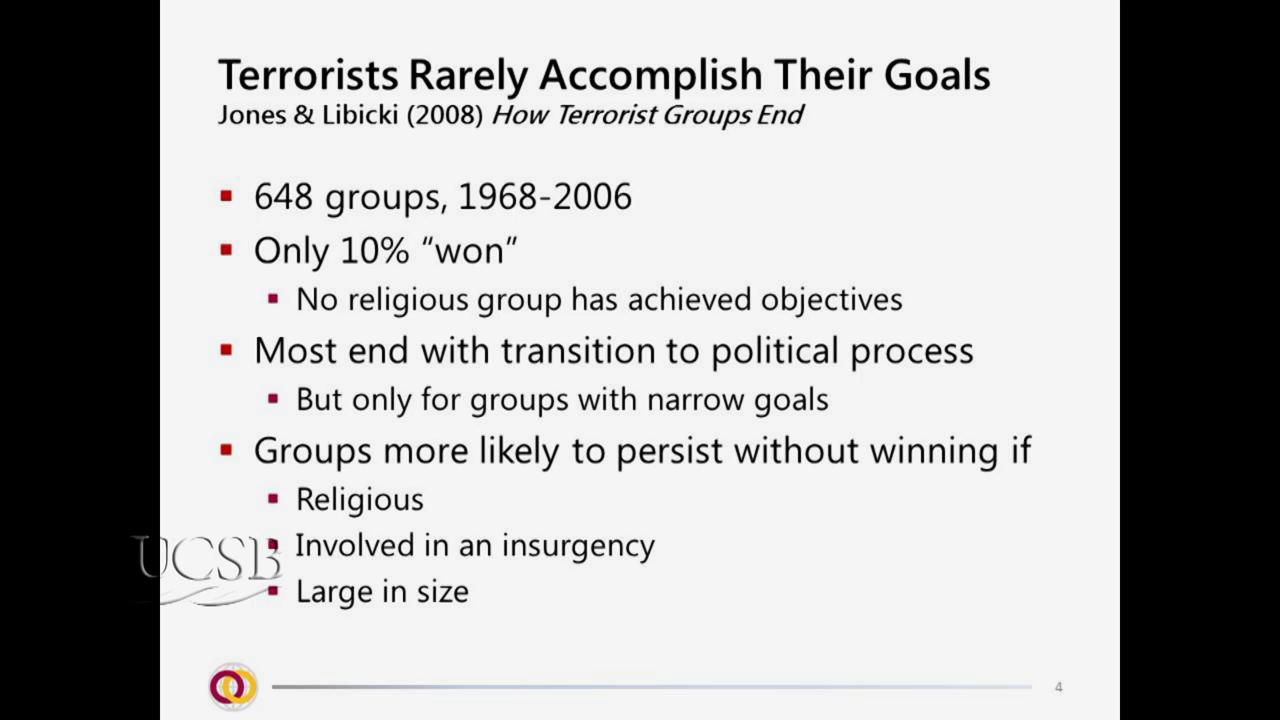 Terrorists Rarely Accomplish Their Goals
Jones & Libicki (2008) How Terrorist Groups End
648 groups, 1968-2006
Only 10% “won”
No religious group has achieved objectives
Most end with transition to political process
But only for groups with narrow goals
Groups more likely to persist without winning if
Religious
Involved in an insurgency
Large in size
UCSB
4